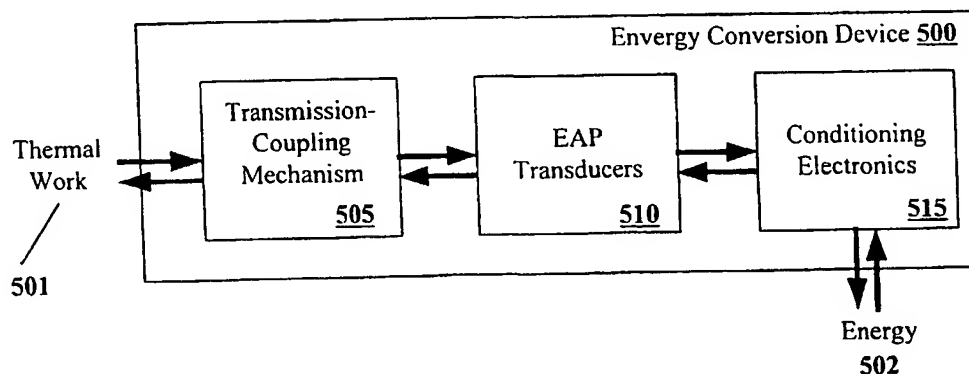 Envergy Conversion Device 500
Transmission-
Coupling
Mechanism
505
EAP
Transducers
510
Conditioning
Electronics
515
Thermal
Work
501
Energy
502